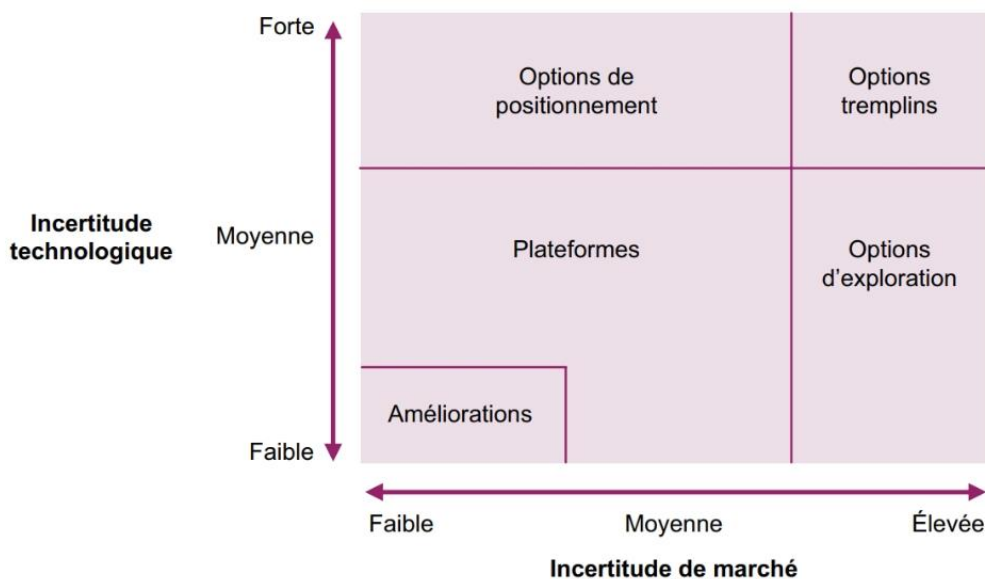 Forte
Options de
positionnement
Options
tremplins
Incertitude
technologique
Moyenne
Plateformes
Options
d'exploration
Améliorations
Faible
Faible
Moyenne
Élevée
Incertitude de marché